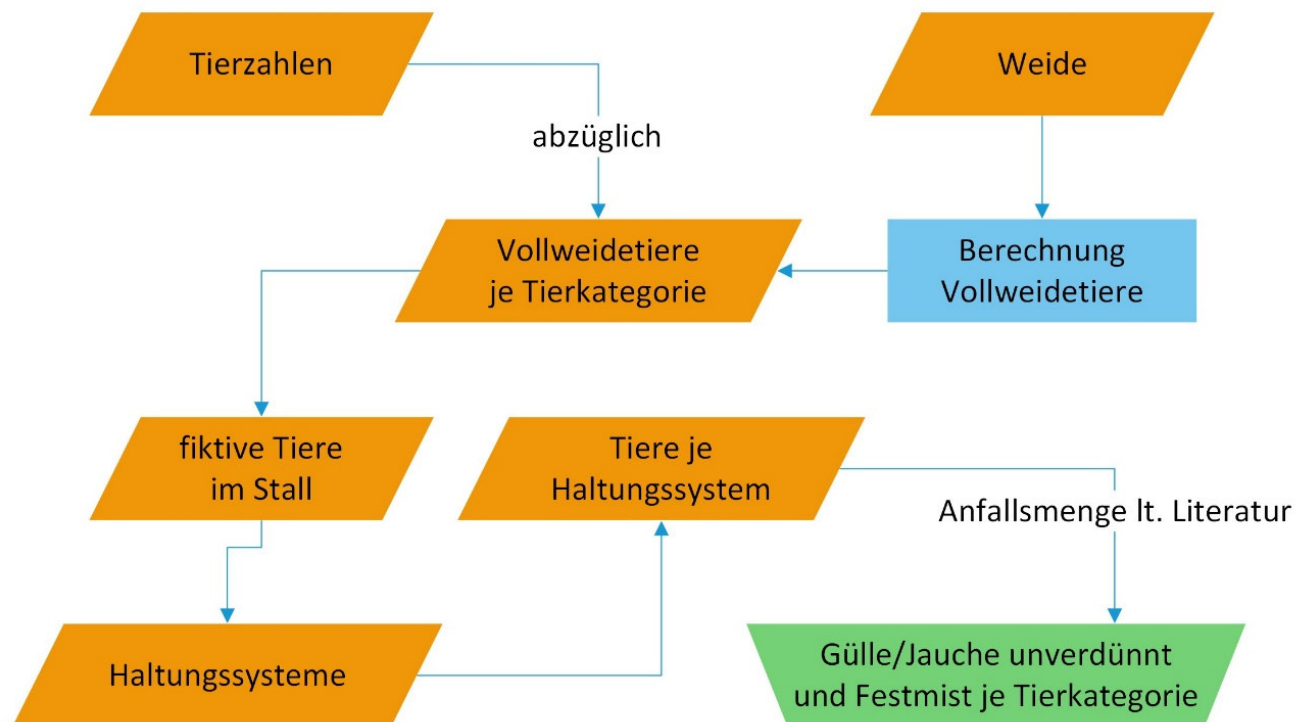 Tierzahlen
Weide
abzüglich
Vollweidetiere
je Tierkategorie
Berechnung
Vollweidetiere
fiktive Tiere
im Stall
Tiere je
Haltungssystem
Anfallsmenge lt. Literatur
Haltungssysteme
Gülle/Jauche unverdünnt
und Festmist je Tierkategorie